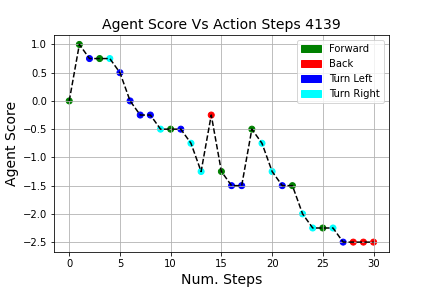 Agent Score Vs Action Steps 4139
1.0
0.5
0.0
−0.5
−1.0
−1.5
−2.0
−2.5
Agent Score
Forward
Back
Turn Left
Turn Right
0 5 10 15 20 25 30
Num. Steps